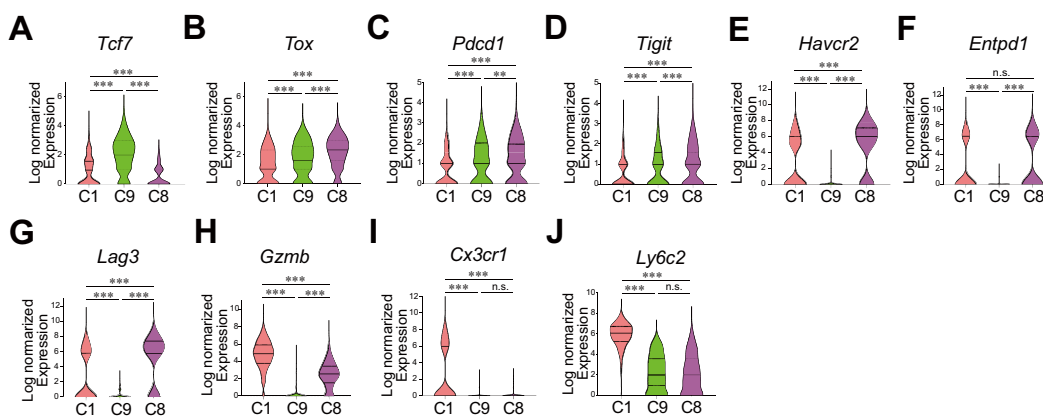 A
Tcf7
Log normalized
Expression
6
4
2
0
***
***
***
C1 C9 C8
B
Tox
Log normalized
Expression
6
4
2
0
***
***
***
C1 C9 C8
C
Pdcd1
Log normalized
Expression
5
4
3
2
1
0
***
***
**
C1 C9 C8
D
Tigit
Log normalized
Expression
5
4
3
2
1
0
***
***
***
C1 C9 C8
E
Havcr2
Log normalized
Expression
12
10
8
6
4
2
0
***
***
***
C1 C9 C8
F
Entpd1
Log normalized
Expression
12
10
8
6
4
2
0
n.s.
***
***
C1 C9 C8
G
Lag3
Log normalized
Expression
12
10
8
6
4
2
0
***
***
***
C1 C9 C8
H
Gzmb
Log normalized
Expression
10
8
6
4
2
0
***
***
***
C1 C9 C8
I
Cx3cr1
Log normalized
Expression
10
8
6
4
2
0
***
***
n.s.
C1 C9 C8
J
Ly6c2
Log normalized
Expression
10
8
6
4
2
0
***
***
n.s.
C1 C9 C8